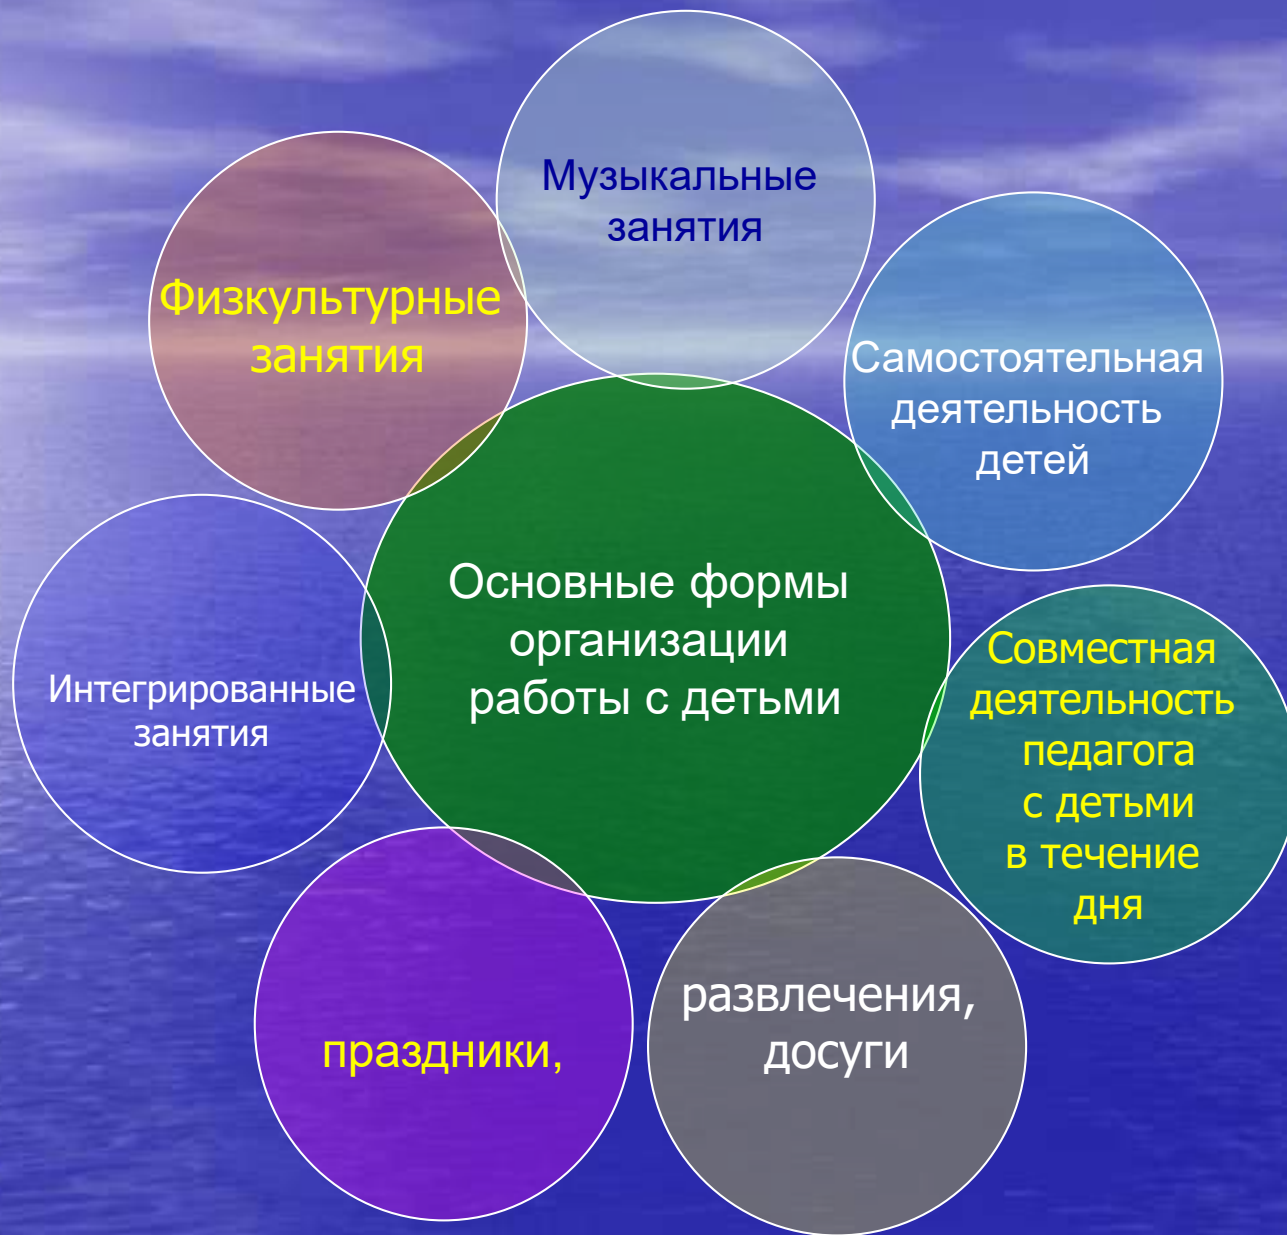 Музыкальные
занятия
Физкультурные
занятия
Самостоятельная
деятельность
детей
Основные формы
организации
работы с детьми
Интегрированные
занятия
Совместная
деятельность
педагога
с детьми
в течение
дня
праздники,
развлечения,
досуги